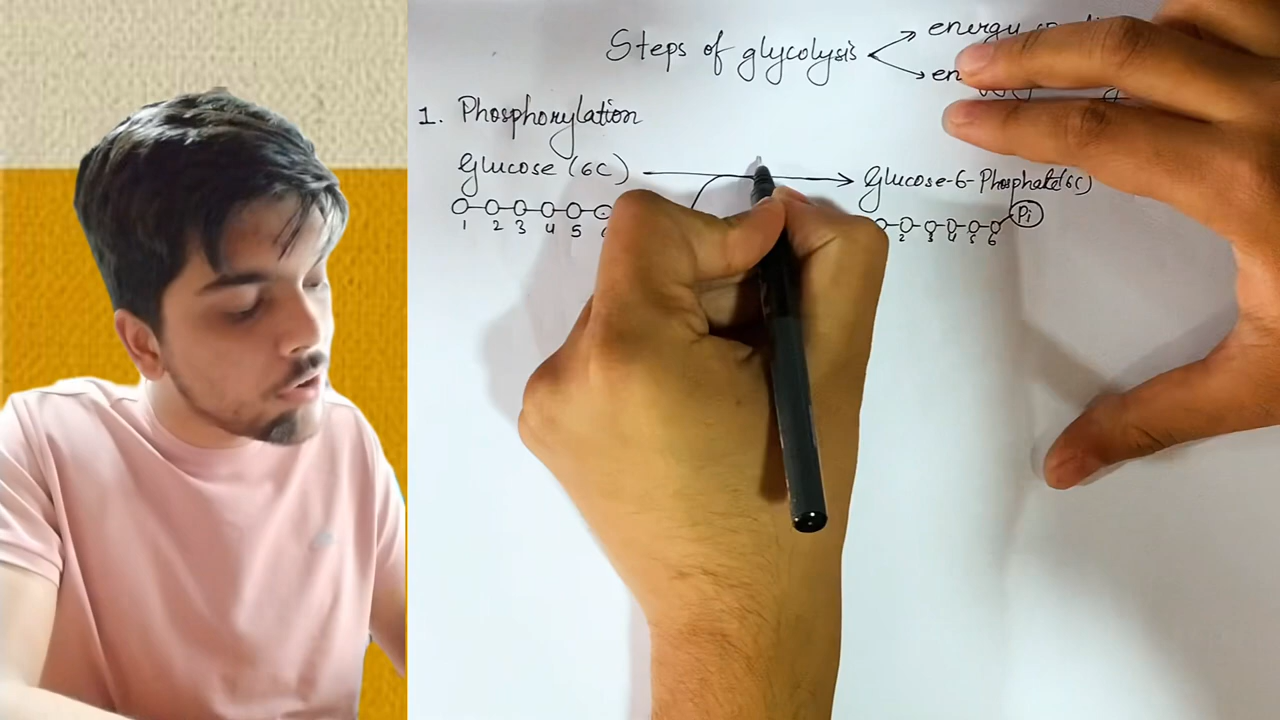 Steps of glycolysis energy
en
1. Phosphorylation
Glucose (6C) Glucose-6-Phosphate(6C)
Pi
1 2 3 4 5 2 3 4 5 6